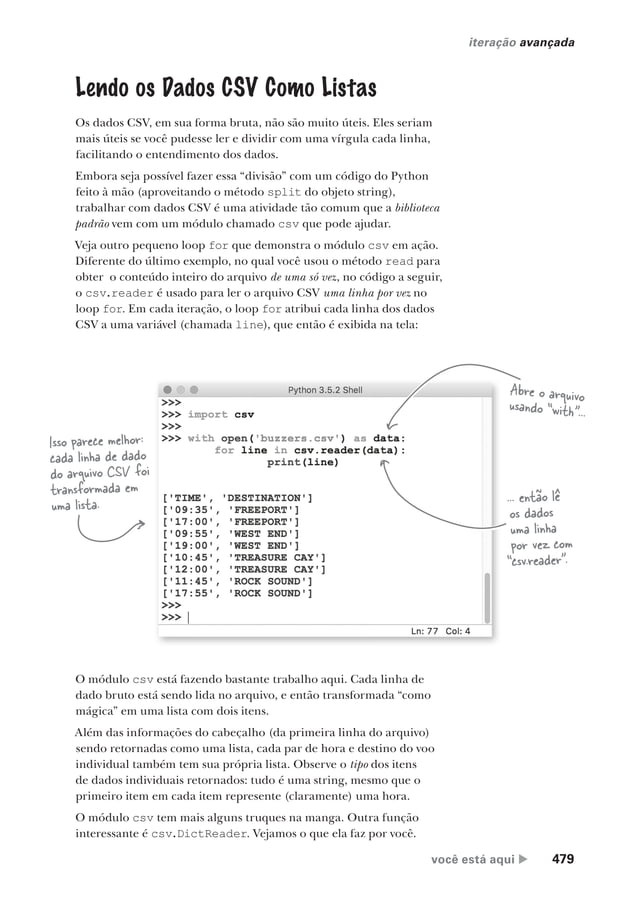 iteração avançada
Lendo os Dados CSV Como Listas
Os dados CSV, em sua forma bruta, não são muito úteis. Eles seriam
mais úteis se você pudesse ler e dividir com uma vírgula cada linha,
facilitando o entendimento dos dados.
Embora seja possível fazer essa “divisão” com um código do Python
feito à mão (aproveitando o método split do objeto string),
trabalhar com dados CSV é uma atividade tão comum que a biblioteca
padrão vem com um módulo chamado csv que pode ajudar.
Veja outro pequeno loop for que demonstra o módulo csv em ação.
Diferente do último exemplo, no qual você usou o método read para
obter o conteúdo inteiro do arquivo de uma só vez, no código a seguir,
o csv.reader é usado para ler o arquivo CSV uma linha por vez no
loop for. Em cada iteração, o loop for atribui cada linha dos dados
CSV a uma variável (chamada line), que então é exibida na tela:
Isso parece melhor:
cada linha de dado
do arquivo CSV foi
transformada em
uma lista.
Python 3.5.2 Shell
>>>
>>> import csv
>>>
>>> with open('buzzers.csv') as data:
for line in csv.reader(data):
print(line)
['TIME', 'DESTINATION']
['09:35', 'FREEPORT']
['17:00', 'FREEPORT']
['09:55', 'WEST END']
['19:00', 'WEST END']
['10:45', 'TREASURE CAY']
['12:00', 'TREASURE CAY']
['11:45', 'ROCK SOUND']
['17:55', 'ROCK SOUND']
>>>
>>>
Ln: 77 Col: 4
Abre o arquivo
usando “with”...
... então lê
os dados
uma linha
por vez com
“csv.reader”.
O módulo csv está fazendo bastante trabalho aqui. Cada linha de
dado bruto está sendo lida no arquivo, e então transformada “como
mágica” em uma lista com dois itens.
Além das informações do cabeçalho (da primeira linha do arquivo)
sendo retornadas como uma lista, cada par de hora e destino do voo
individual também tem sua própria lista. Observe o tipo dos itens
de dados individuais retornados: tudo é uma string, mesmo que o
primeiro item em cada item represente (claramente) uma hora.
O módulo csv tem mais alguns truques na manga. Outra função
interessante é csv.DictReader. Vejamos o que ela faz por você.
você está aqui ▶ 479